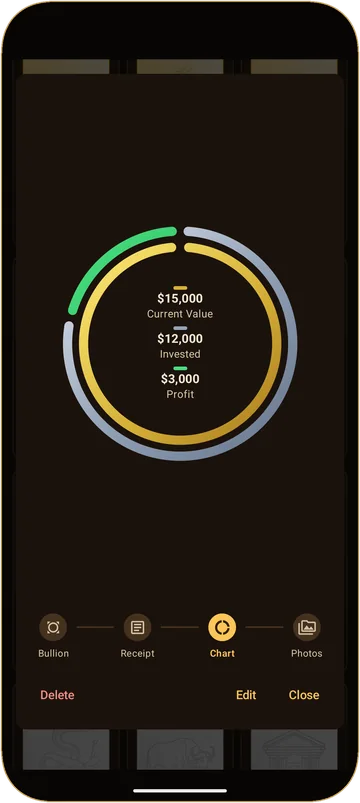 $15,000
Current Value
$12,000
Invested
$3,000
Profit
Bullion
Receipt
Chart
Photos
Delete
Edit
Close